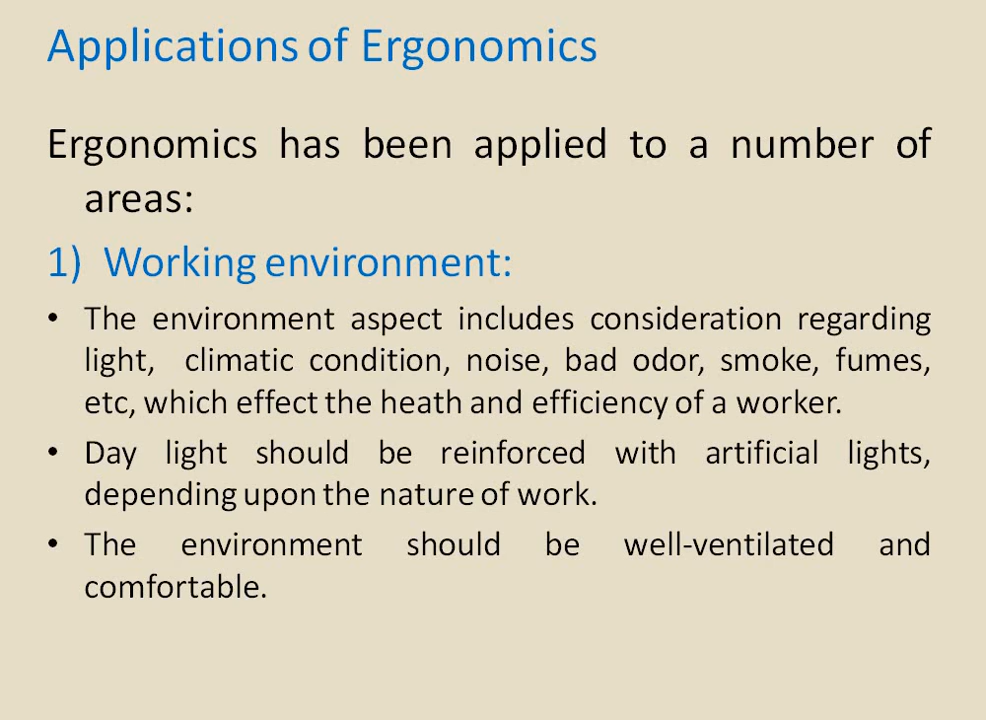 Applications of Ergonomics
Ergonomics has been applied to a number of
areas:
1) Working environment:
• The environment aspect includes consideration regarding
light, climatic condition, noise, bad odor, smoke, fumes,
etc, which effect the heath and efficiency of a worker.
• Day light should be reinforced with artificial lights,
depending upon the nature of work.
• The environment should be well-ventilated and
comfortable.